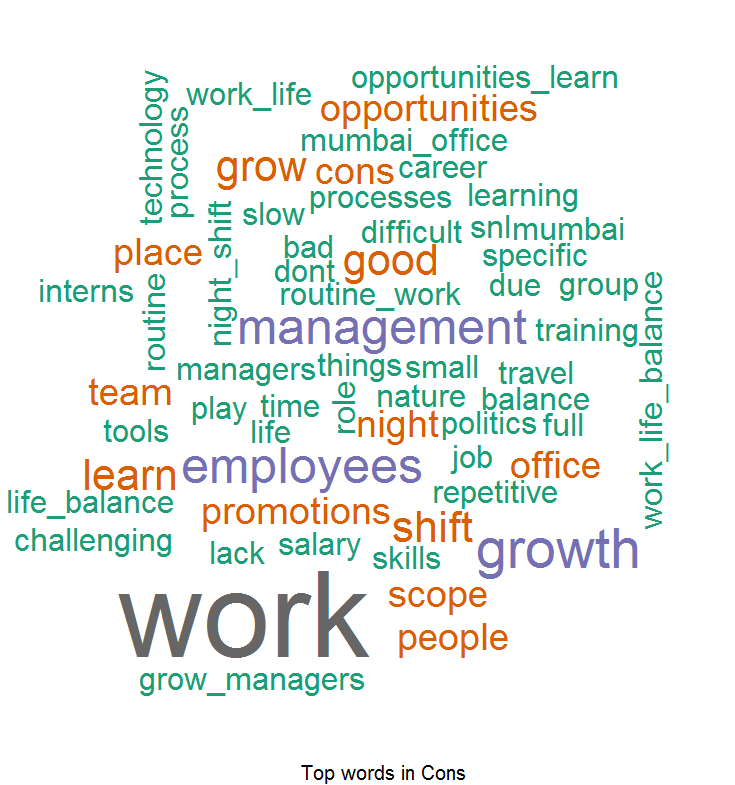 opportunities_learn
work_life
opportunities
technology
process
mumbai_office
grow
cons
career
processes
learning
slow
night_shift
difficult
snlmumbai
place
bad
good
specific
dont
interns
routine
routine_work
due
group
management
training
work_life_balance
managers
things
small
travel
team
play
time
role
nature
balance
tools
life
night
politics
full
learn
employees
job
office
life_balance
repetitive
promotions
shift
challenging
lack
salary
skills
growth
work
scope
people
grow_managers
Top words in Cons